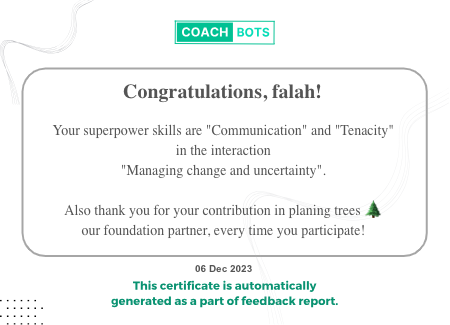 COACH BOTS
Congratulations, falah!
Your superpower skills are "Communication" and "Tenacity"
in the interaction
"Managing change and uncertainty".
Also thank you for your contribution in planing trees 🌲
our foundation partner, every time you participate!
06 Dec 2023
This certificate is automatically
generated as a part of feedback report.